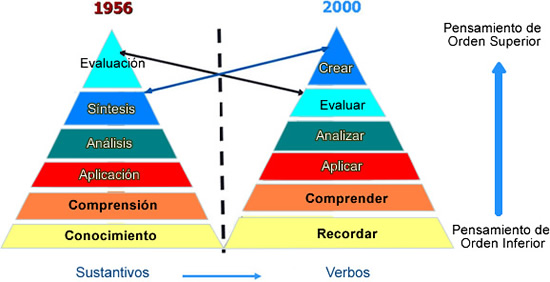 1956
2000
Pensamiento de
Orden Superior
Evaluación
Síntesis
Análisis
Aplicación
Comprensión
Conocimiento
Crear
Evaluar
Analizar
Aplicar
Comprender
Recordar
Pensamiento de
Orden Inferior
Sustantivos
Verbos